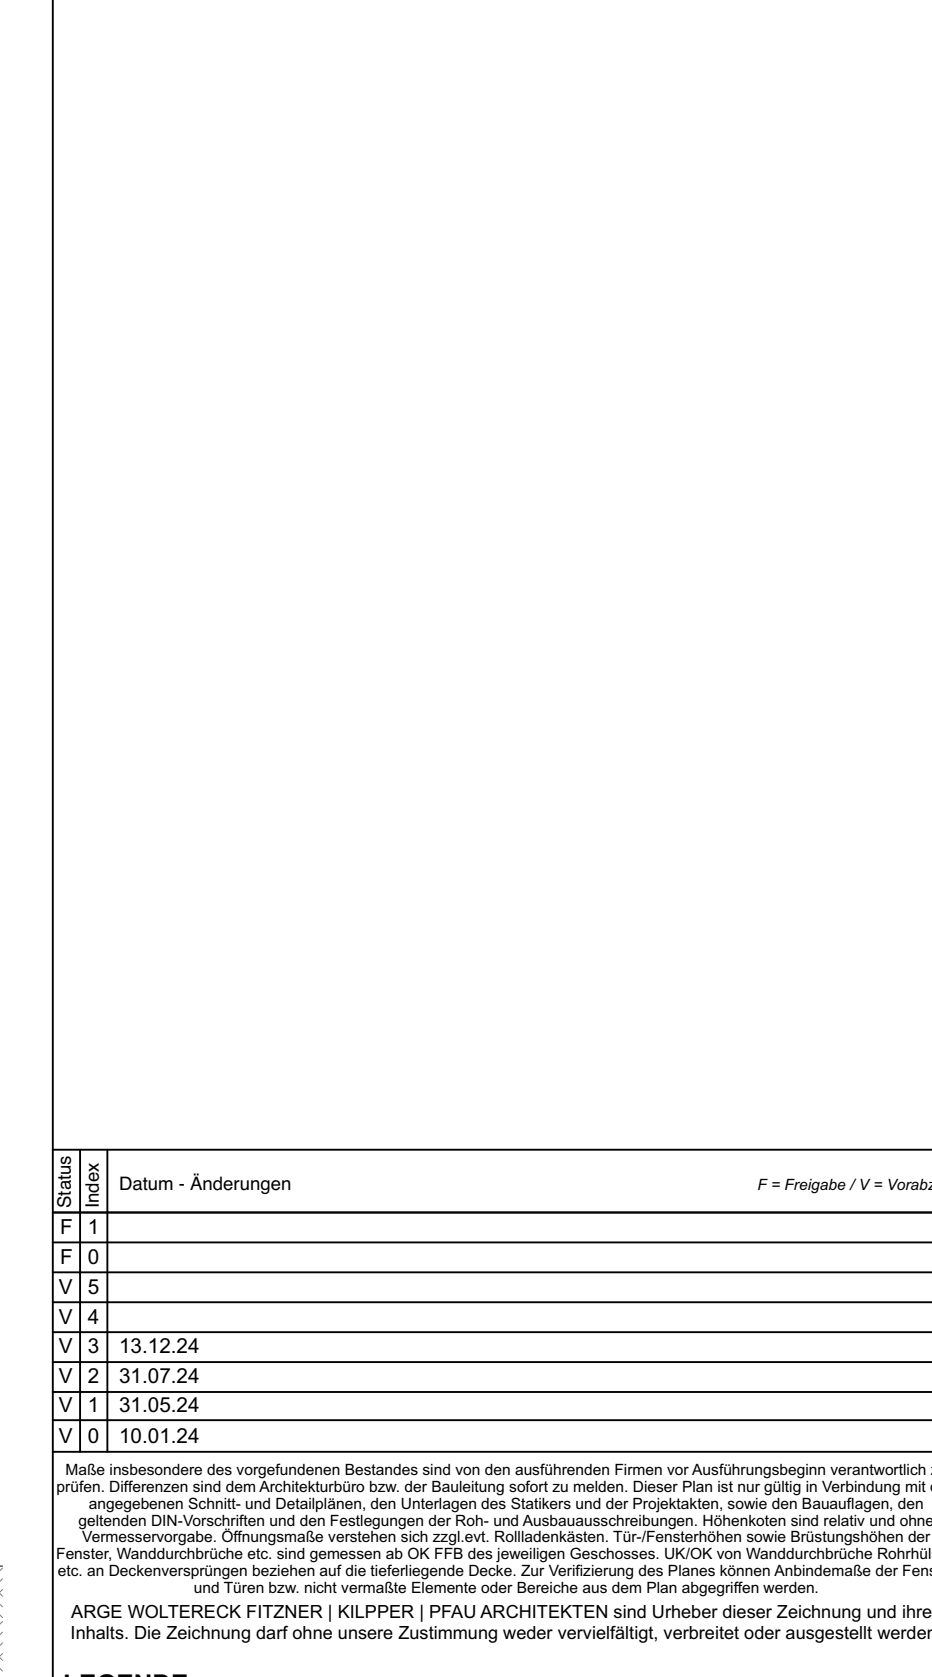 Status Index Datum - Änderungen F = Freigabe / V =
F 1
F 0
V 5
V 4
V 3 13.12.24
V 2 31.07.24
V 1 31.05.24
V 0 10.01.24
Maße insbesondere des vorgefundenen Bestandes sind von den ausführenden Firmen vor Ausführungsbeginn verantwortlich
prüfen. Differenzen sind dem Architekturbüro bzw. der Bauleitung sofort zu melden. Dieser Plan ist nur gültig in Verbindung mit
angegebenen Schnitt- und Detailplänen, den Unterlagen des Statikers und der Projektakten, sowie den Bauauflagen, den
geltenden DIN-Vorschriften und den Festlegungen der Roh- und Ausbauausschreibungen. Höhenkoten sind relativ und ohne
Vermesservorgabe. Öffnungsmaße verstehen sich zzgl.evt. Rollladenkästen. Tür-/Fensterhöhen sowie Brüstungshöhen der
Fenster, Wanddurchbrüche etc. sind gemessen ab OK FFB des jeweiligen Geschosses. UK/OK von Wanddurchbrüche
etc. an Deckenversprüngen beziehen auf die tieferliegende Decke. Zur Verifizierung des Planes können Anbindemaße der
und Türen bzw. nicht vermaßte Elemente oder Bereiche aus dem Plan abgegriffen werden.
ARGE WOLTERECK FITZNER | KILPPER | PFAU ARCHITEKTEN sind Urheber dieser Zeichnung und ihre
Inhalts. Die Zeichnung darf ohne unsere Zustimmung weder vervielfältigt, verbreitet oder ausgestellt werden
LEGENDE